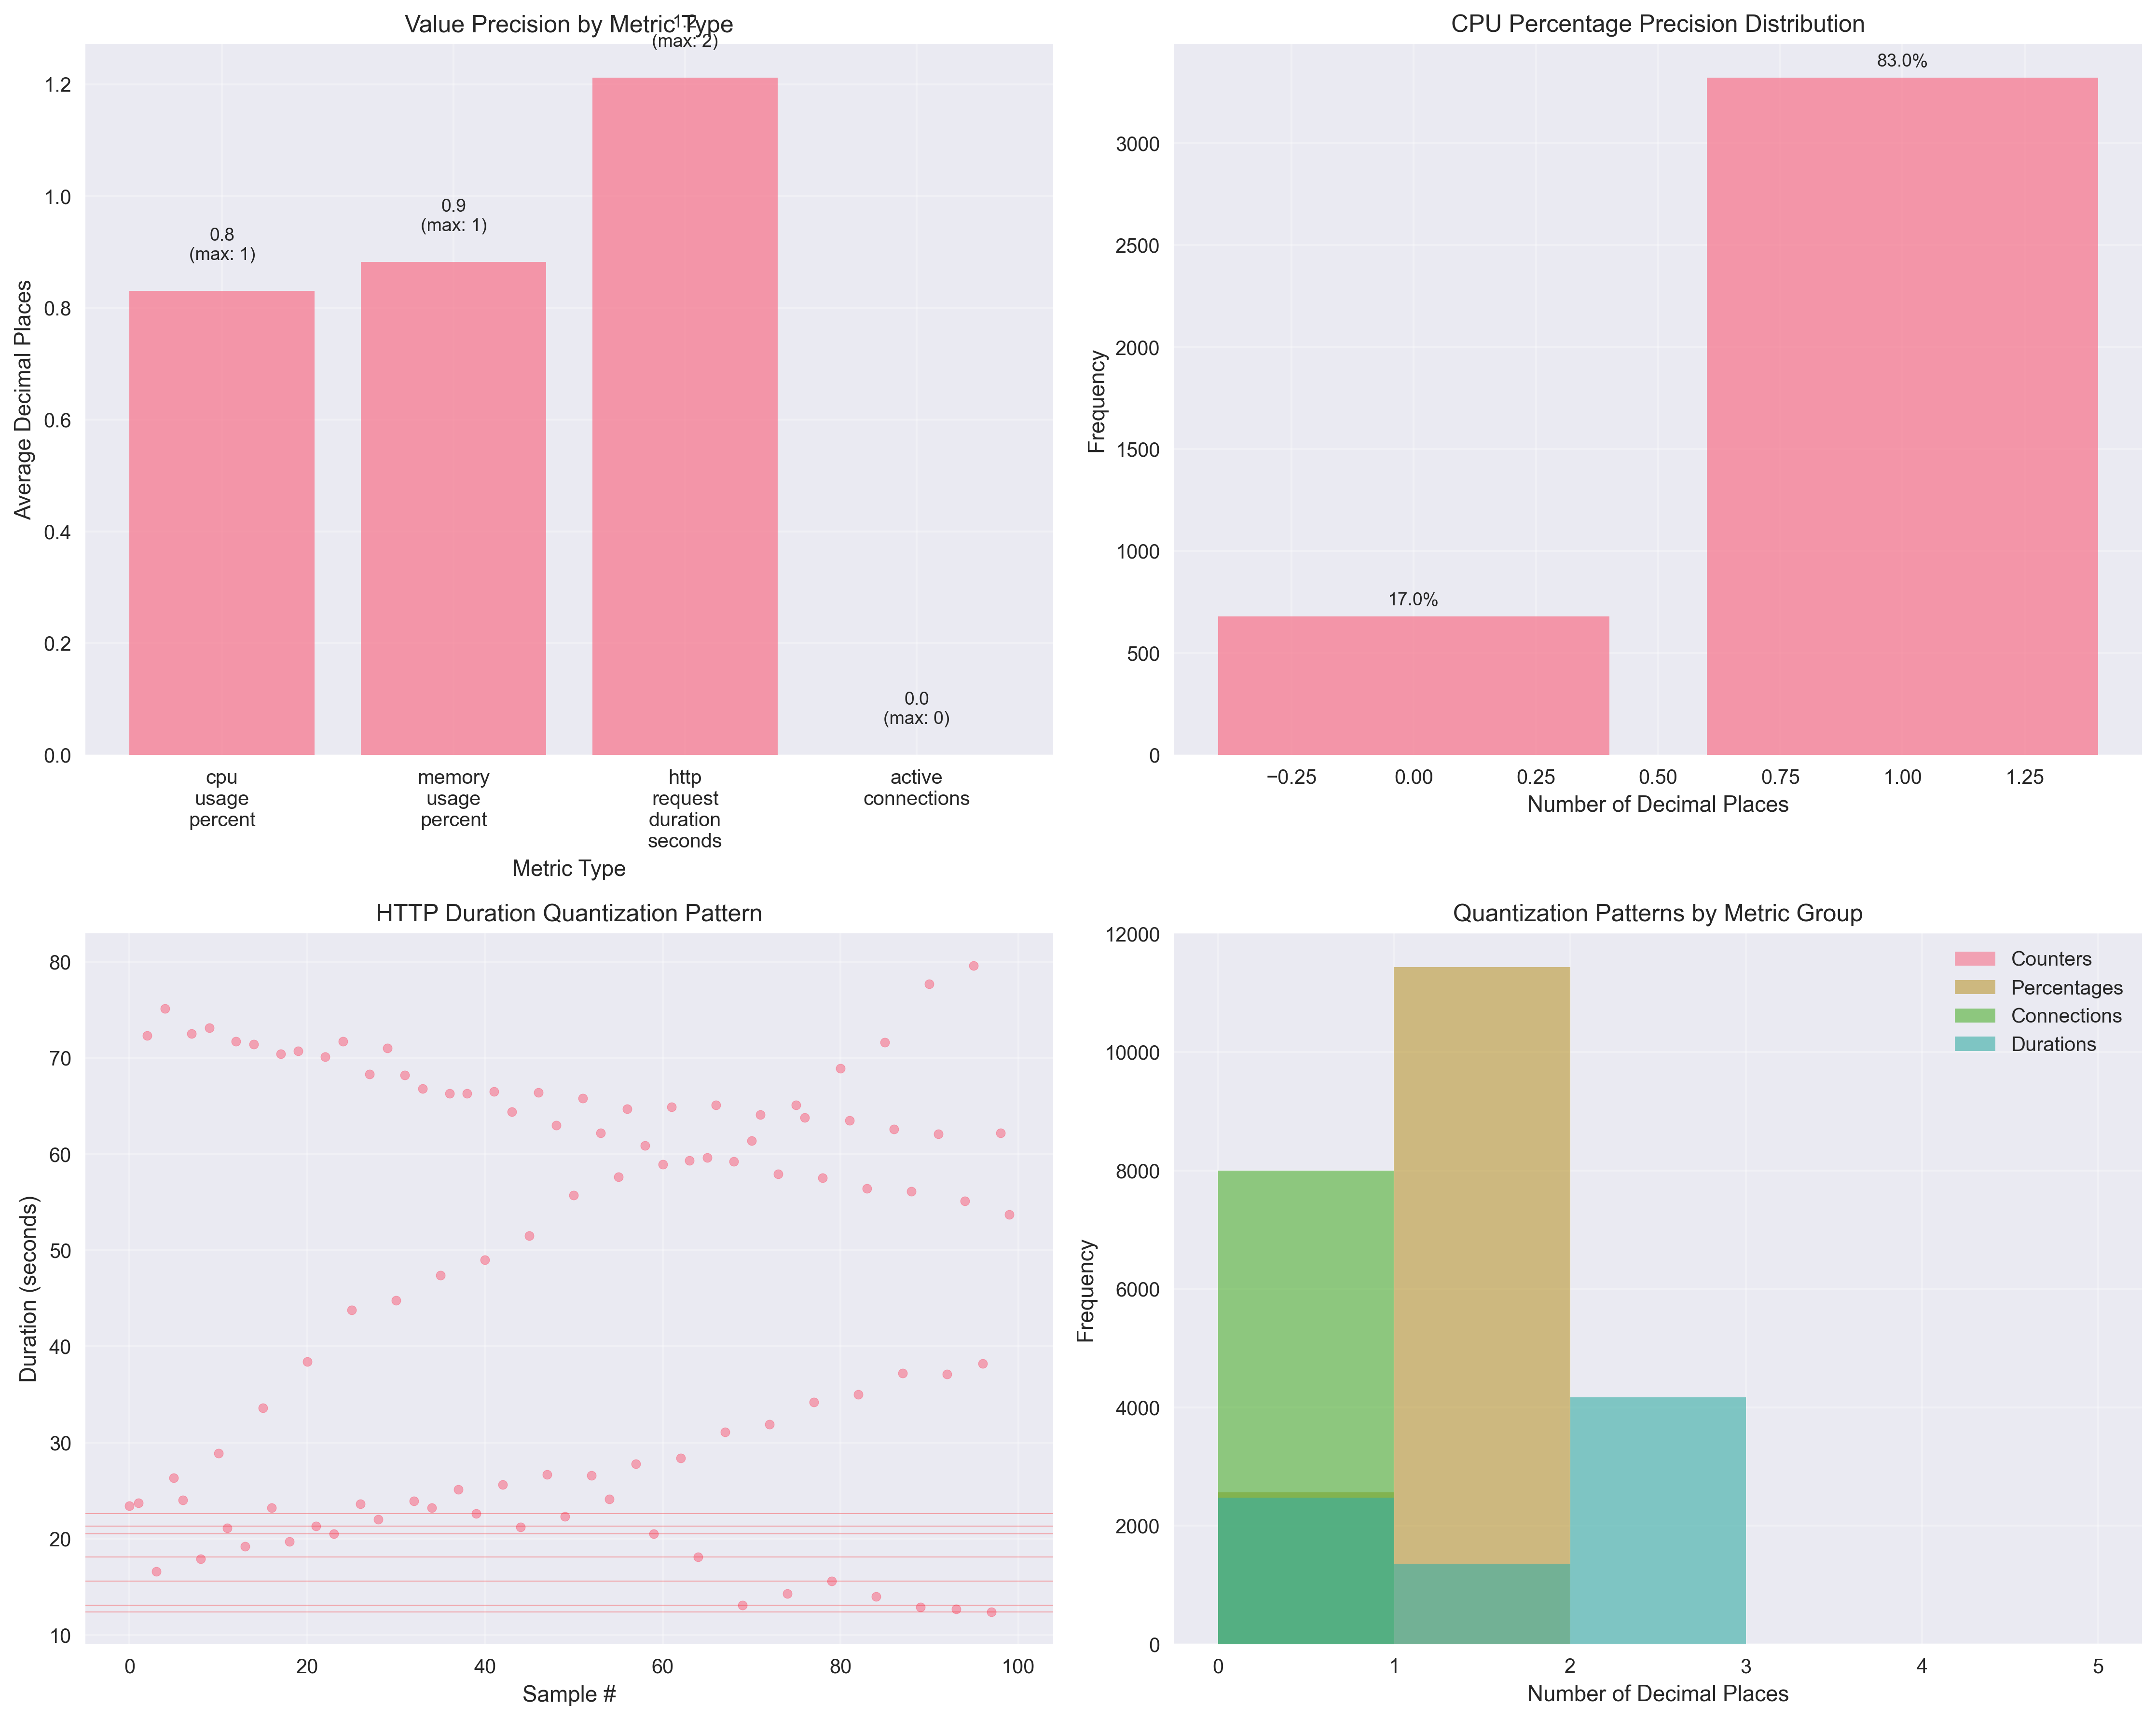 Value Precision by Metric Type
1.2
(max: 2)
0.9
(max: 1)
0.8
(max: 1)
0.0
(max: 0)
1.2
1.0
0.8
0.6
0.4
0.2
0.0
Average Decimal Places
cpu
usage
percent
memory
usage
percent
http
request
duration
seconds
active
connections
Metric Type
CPU Percentage Precision Distribution
83.0%
17.0%
3000
2500
2000
1500
1000
500
0
Frequency
−0.25 0.00 0.25 0.50 0.75 1.00 1.25
Number of Decimal Places
HTTP Duration Quantization Pattern
80
70
60
50
40
30
20
10
Duration (seconds)
0 20 40 60 80 100
Sample #
Quantization Patterns by Metric Group
Counters
Percentages
Connections
Durations
12000
10000
8000
6000
4000
2000
0
Frequency
0 1 2 3 4 5
Number of Decimal Places